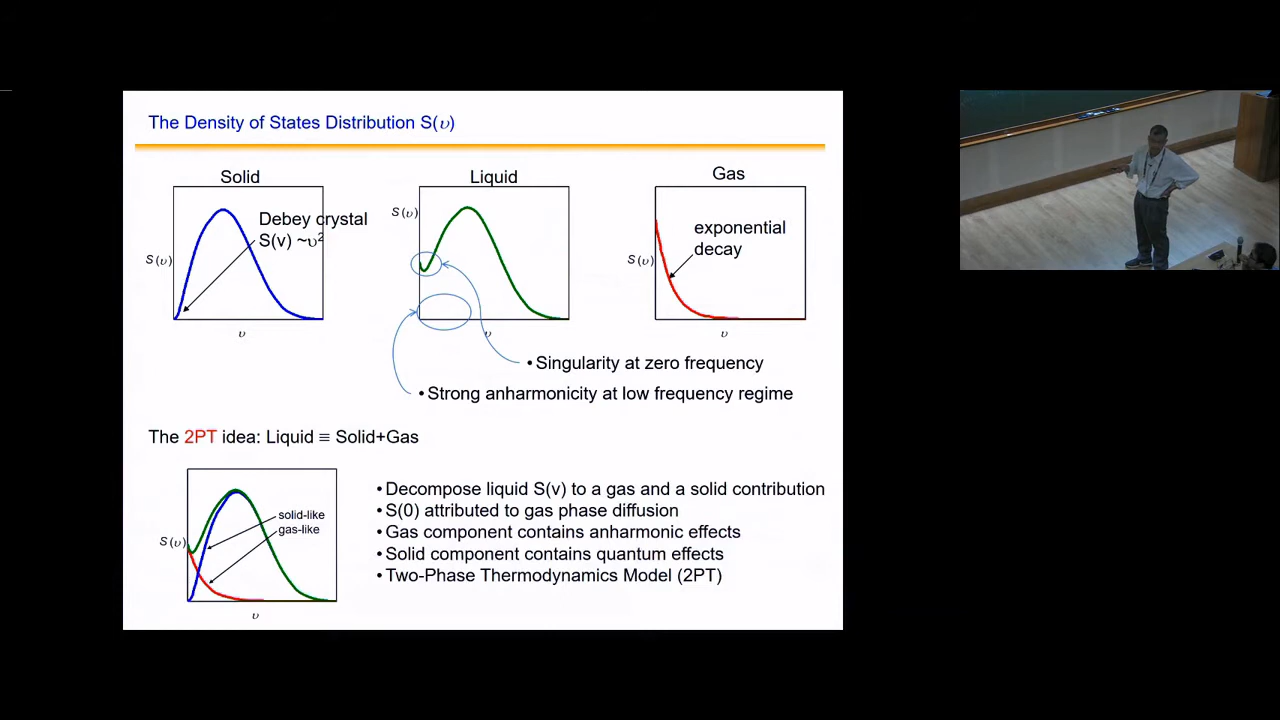 The Density of States Distribution S(υ)
Solid
Liquid
Gas
Debey crystal
S(v) ~υ²
S(υ)
υ
S(υ)
υ
exponential
decay
S(υ)
υ
• Singularity at zero frequency
• Strong anharmonicity at low frequency regime
The 2PT idea: Liquid ≡ Solid+Gas
solid-like
gas-like
S(υ)
υ
• Decompose liquid S(v) to a gas and a solid contribution
• S(0) attributed to gas phase diffusion
• Gas component contains anharmonic effects
• Solid component contains quantum effects
• Two-Phase Thermodynamics Model (2PT)